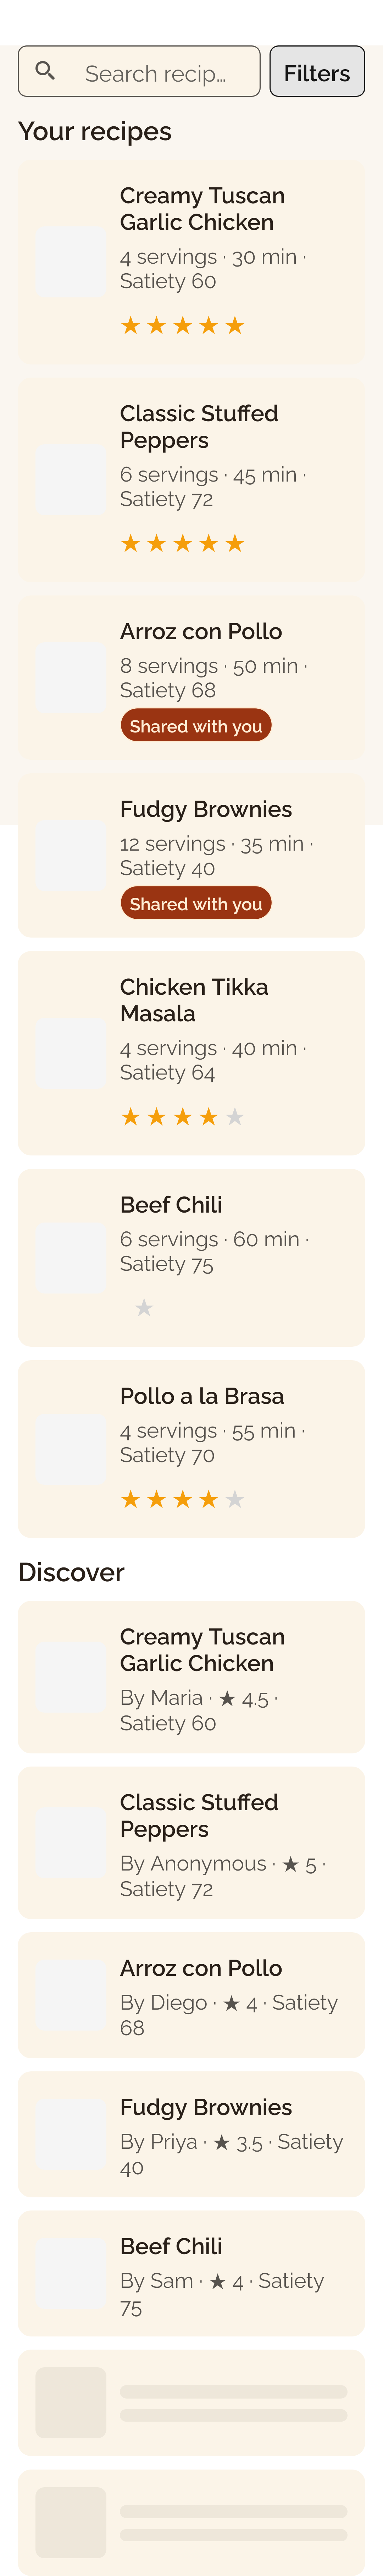 Search recip...
Filters
Your recipes
Creamy Tuscan
Garlic Chicken
4 servings · 30 min ·
Satiety 60
★ ★ ★ ★ ★
Classic Stuffed
Peppers
6 servings · 45 min ·
Satiety 72
★ ★ ★ ★ ★
Arroz con Pollo
8 servings · 50 min ·
Satiety 68
Shared with you
Fudgy Brownies
12 servings · 35 min ·
Satiety 40
Shared with you
Chicken Tikka
Masala
4 servings · 40 min ·
Satiety 64
★ ★ ★ ★ ★
Beef Chili
6 servings · 60 min ·
Satiety 75
★
Pollo a la Brasa
4 servings · 55 min ·
Satiety 70
★ ★ ★ ★ ★
Discover
Creamy Tuscan
Garlic Chicken
By Maria · ★ 4.5 ·
Satiety 60
Classic Stuffed
Peppers
By Anonymous · ★ 5 ·
Satiety 72
Arroz con Pollo
By Diego · ★ 4 · Satiety
68
Fudgy Brownies
By Priya · ★ 3.5 · Satiety
40
Beef Chili
By Sam · ★ 4 · Satiety
75